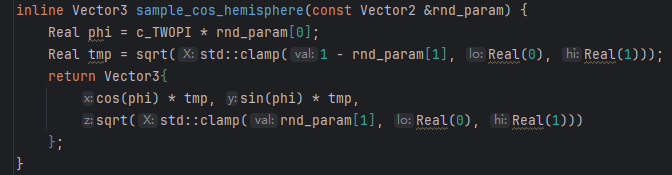 inline Vector3 sample_cos_hemisphere(const Vector2 &rnd_param) {
Real phi = c_TWOPI * rnd_param[0];
Real tmp = sqrt( X: std::clamp( val: 1 - rnd_param[1], lo: Real(0), hi: Real(1)));
return Vector3{
x: cos(phi) * tmp, y: sin(phi) * tmp,
z: sqrt( X: std::clamp( val: rnd_param[1], lo: Real(0), hi: Real(1)))
};
}